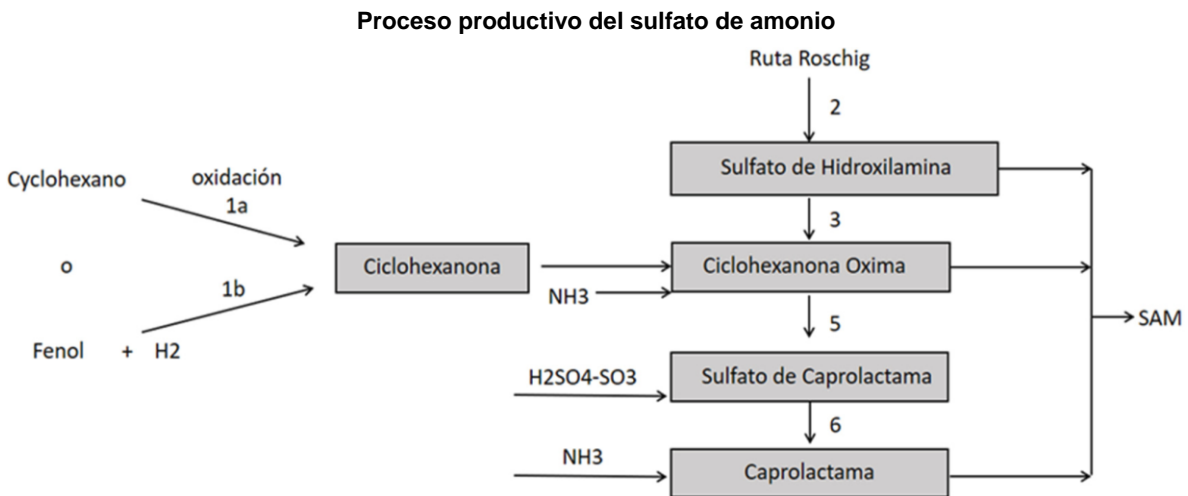 Proceso productivo del sulfato de amonio
Ruta Roschig
2
Sulfato de Hidroxilamina
Cyclohexano
oxidación
1a
3
o
Ciclohexanona
Ciclohexanona Oxima
1b
NH3
5
SAM
Fenol + H2
H2SO4-SO3
Sulfato de Caprolactama
6
NH3
Caprolactama